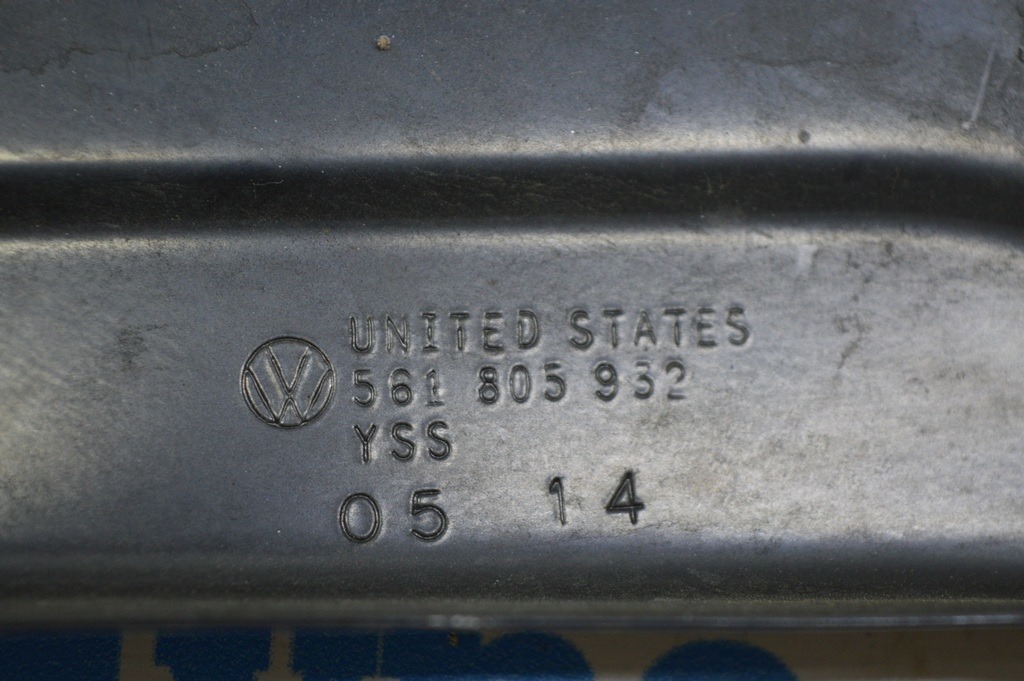 UNITED STATES
561 805 932
YSS
05 14